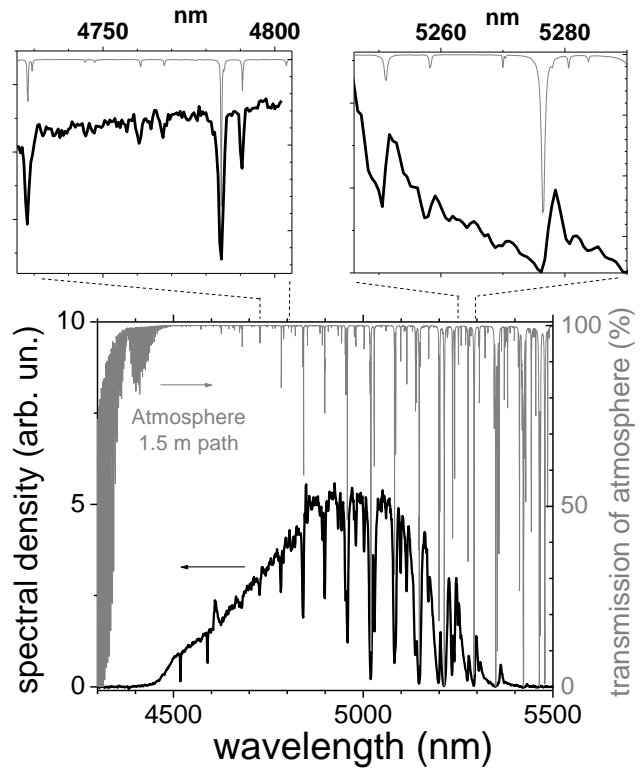 nm
nm
4750
4800
5260
5280
10
5
0
100
50
0
Atmosphere
1.5 m path
spectral density (arb. un.)
transmission of atmosphere (%)
4500
5000
5500
wavelength (nm)